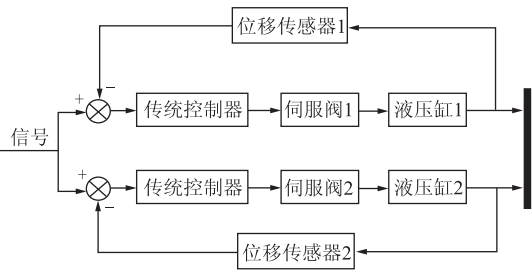 位移传感器1
−
+
传统控制器
伺服阀1
液压缸1
信号
+
传统控制器
伺服阀2
液压缸2
−
位移传感器2